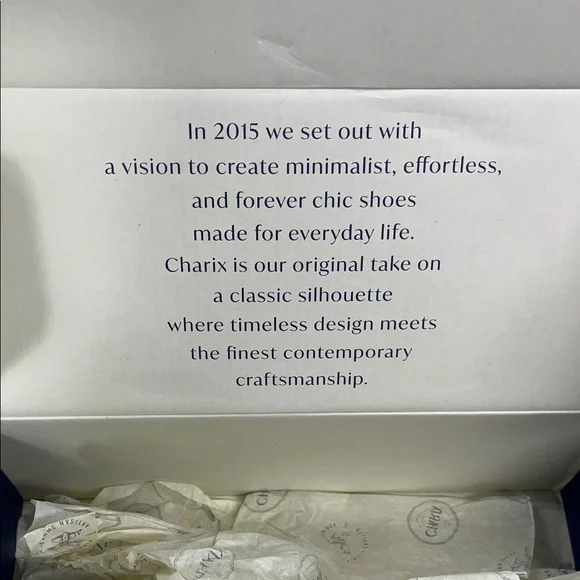 In 2015 we set out with
a vision to create minimalist, effortless,
and forever chic shoes
made for everyday life.
Charix is our original take on
a classic silhouette
where timeless design meets
the finest contemporary
craftsmanship.